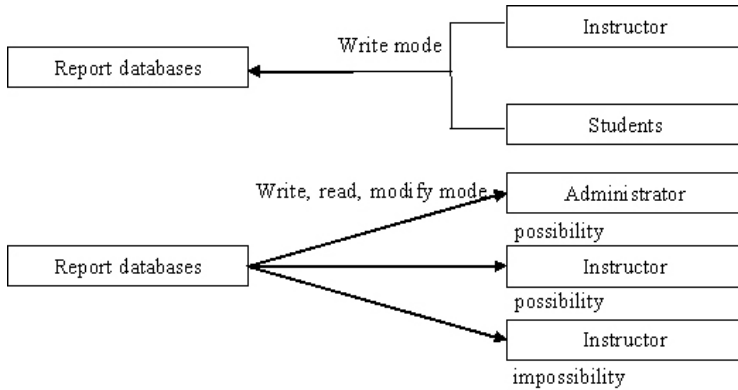 Instructor
Write mode
Report databases
Students
Write, read, modify mode
Administrator
possibility
Report databases
Instructor
possibility
Instructor
impossibility